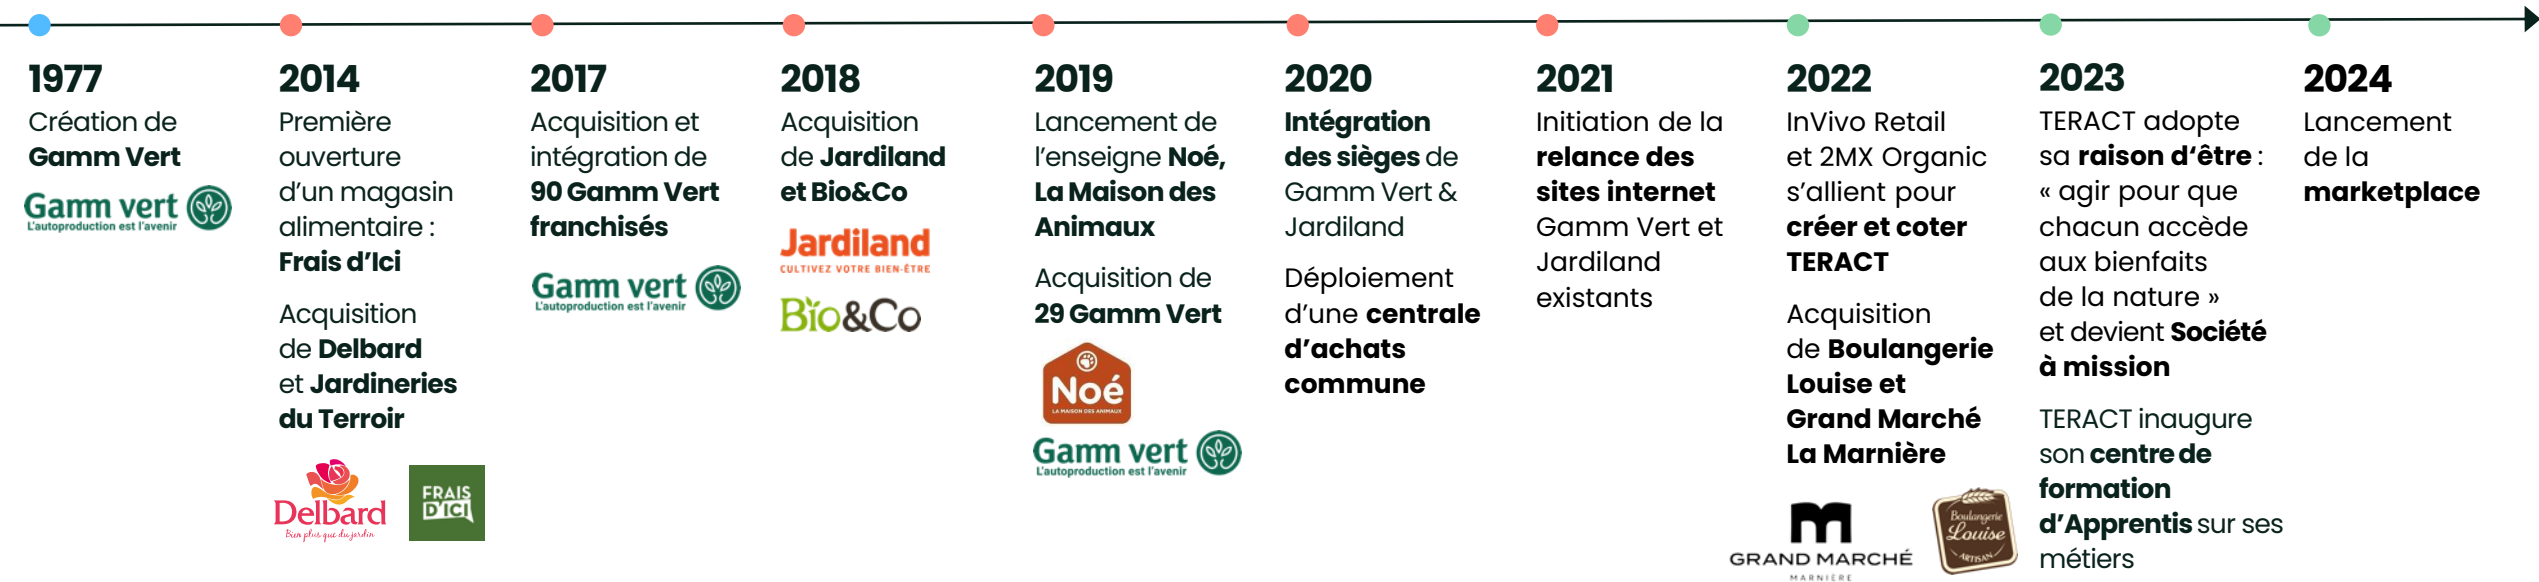 1977
Création de
Gamm Vert
Gamm vert
L'autoproduction est l'avenir
2014
Première
ouverture
d'un magasin
alimentaire :
Frais d'Ici
Acquisition
de Delbard
et Jardineries
du Terroir
Delbard
Bien plus que du jardin
FRAIS
D'ICI
2017
Acquisition et
intégration de
90 Gamm Vert
franchisés
Gamm vert
L'autoproduction est l'avenir
2018
Acquisition
de Jardiland
et Bio&Co
Jardiland
CULTIVEZ VOTRE BIEN-ÊTRE
Bio&Co
2019
Lancement de
l'enseigne Noé,
La Maison des
Animaux
Acquisition de
29 Gamm Vert
Noé
LA MAISON DES ANIMAUX
Gamm vert
L'autoproduction est l'avenir
2020
Intégration
des sièges de
Gamm Vert &
Jardiland
Déploiement
d'une centrale
d'achats
commune
2021
Initiation de la
relance des
sites internet
Gamm Vert et
Jardiland
existants
2022
InVivo Retail
et 2MX Organic
s'allient pour
créer et coter
TERACT
Acquisition
de Boulangerie
Louise et
Grand Marché
La Marnière
m
GRAND MARCHÉ
MARNIÈRE
Boulangerie
Louise
ARTISAN
2023
TERACT adopte
sa raison d‘être :
« agir pour que
chacun accède
aux bienfaits
de la nature »
et devient Société
à mission
TERACT inaugure
son centre de
formation
d'Apprentis sur ses
métiers
2024
Lancement
de la
marketplace